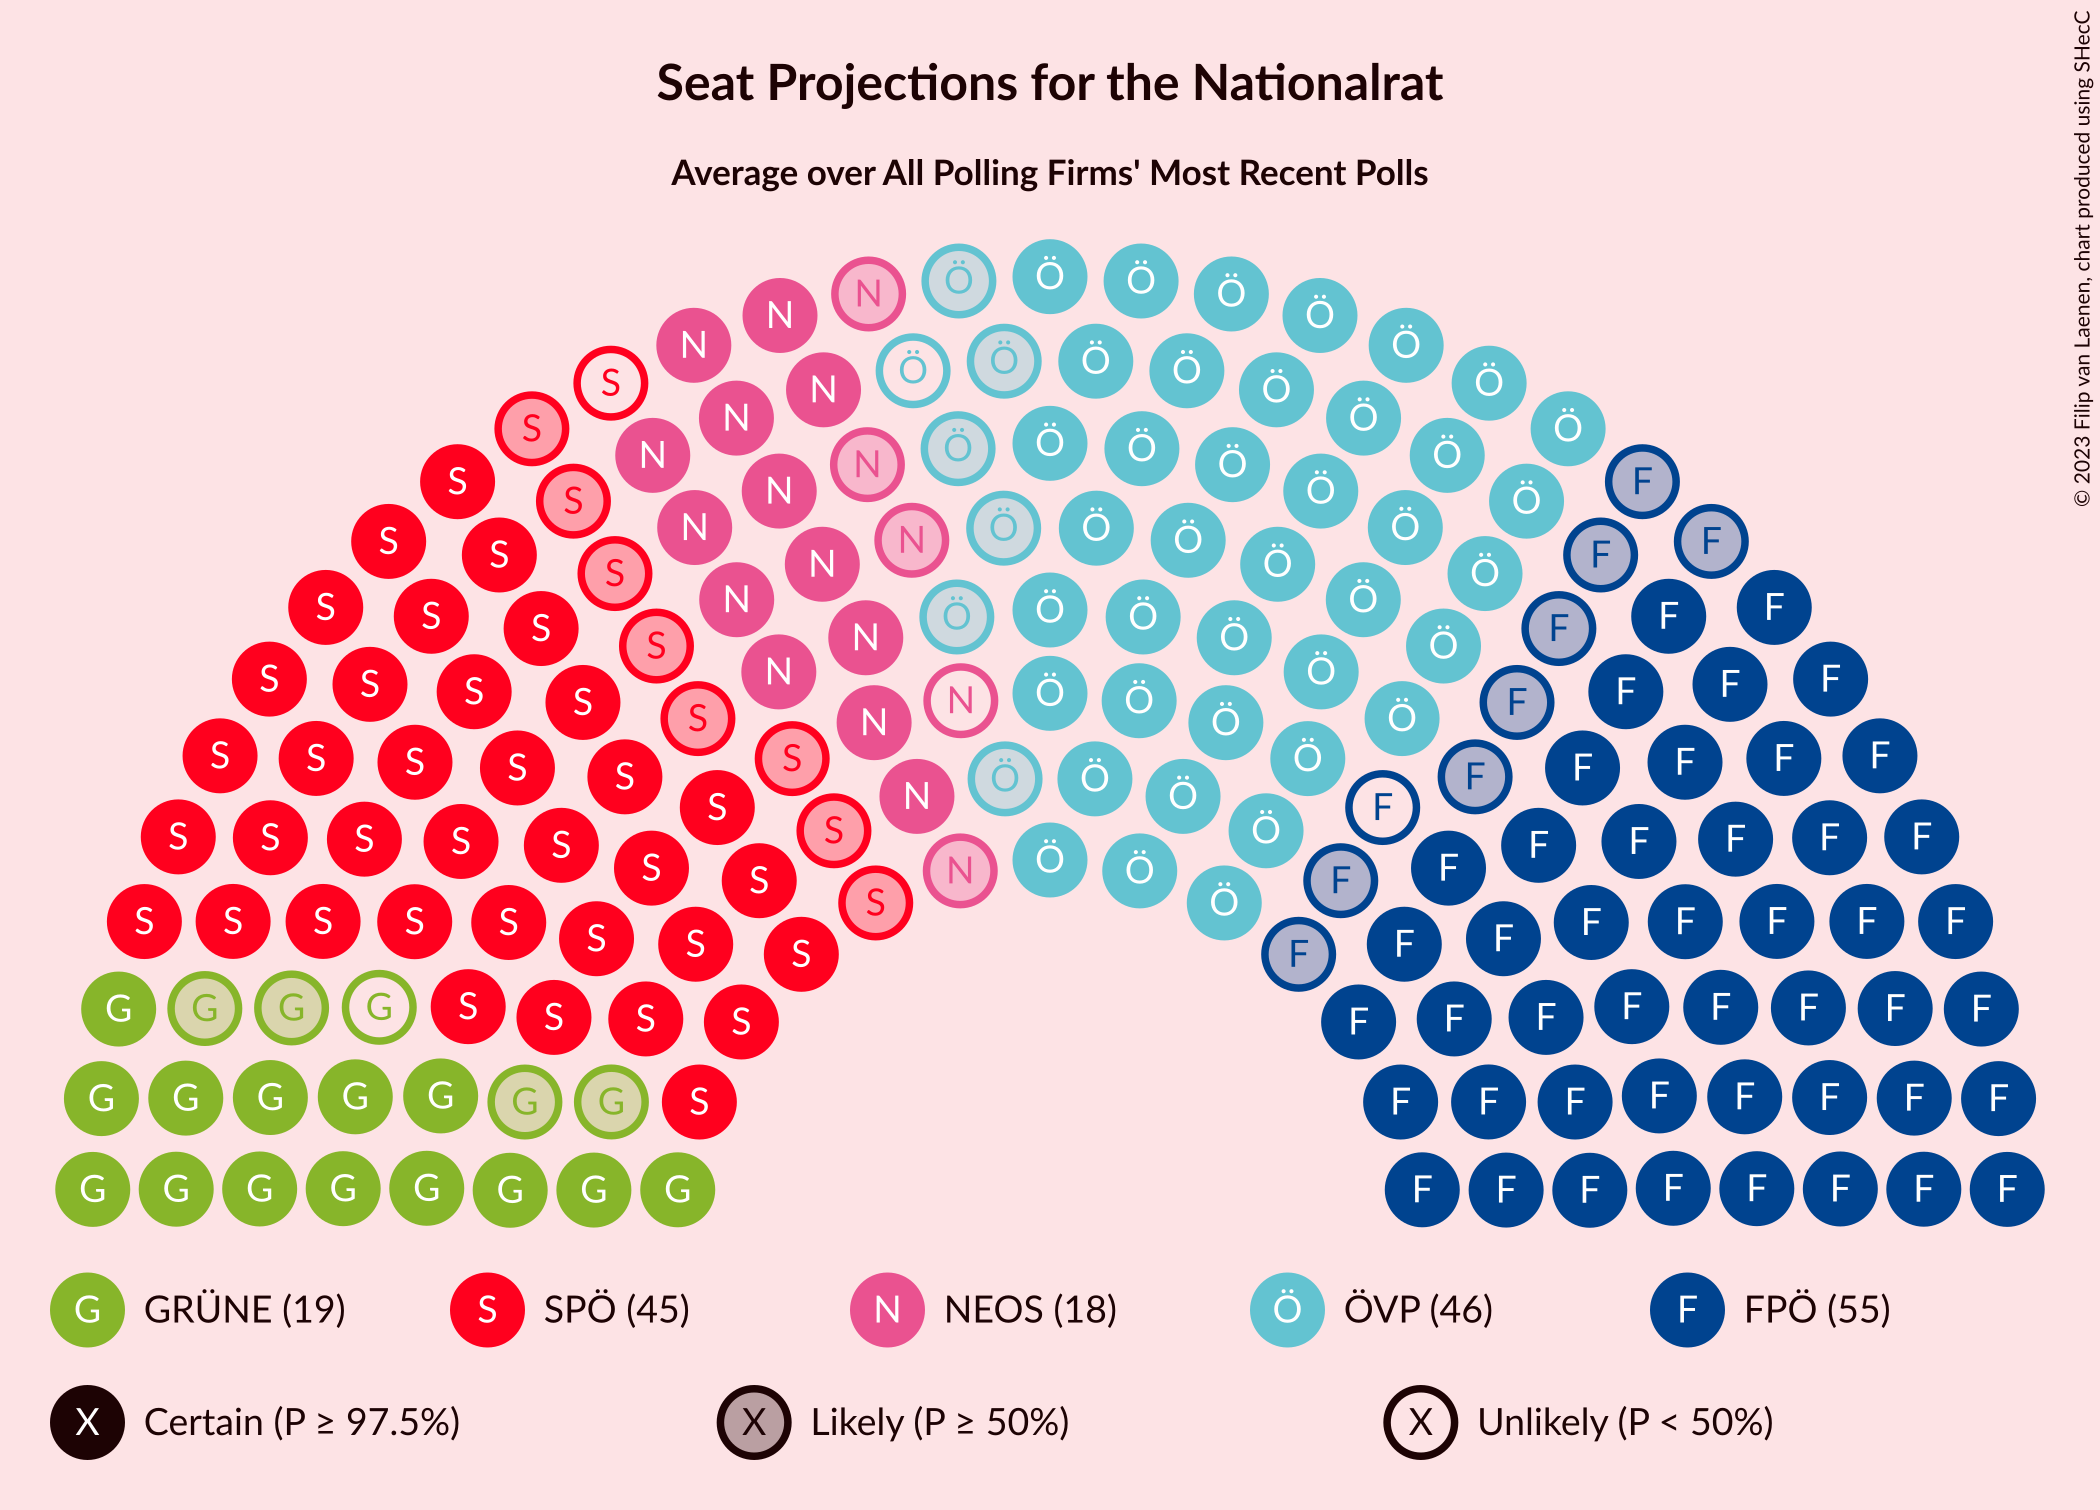 Seat Projections for the Nationalrat
Average over All Polling Firms' Most Recent Polls
© 2023 Filip van Laenen, chart produced using SHecC
N Ö Ö Ö Ö Ö Ö
N N Ö Ö Ö Ö Ö Ö Ö
S S N N N Ö Ö Ö Ö Ö Ö F
S S S N N N Ö Ö Ö Ö Ö Ö F F
S S S S N N N Ö Ö Ö Ö Ö Ö F F F
S S S S S N N N Ö Ö Ö Ö Ö Ö F F F F
S S S S S S S N N Ö Ö Ö Ö Ö F F F F F
S S S S S S S S N Ö Ö Ö Ö F F F F F F F
S S S S S S S S S N Ö Ö Ö F F F F F F F F
G G G G S S S S F F F F F F F F
G G G G G G G S F F F F F F F F
G G G G G G G G F F F F F F F F
G GRÜNE (19) S SPÖ (45) N NEOS (18) Ö ÖVP (46) F FPÖ (55)
X Certain (P ≥ 97.5%) X Likely (P ≥ 50%) X Unlikely (P < 50%)